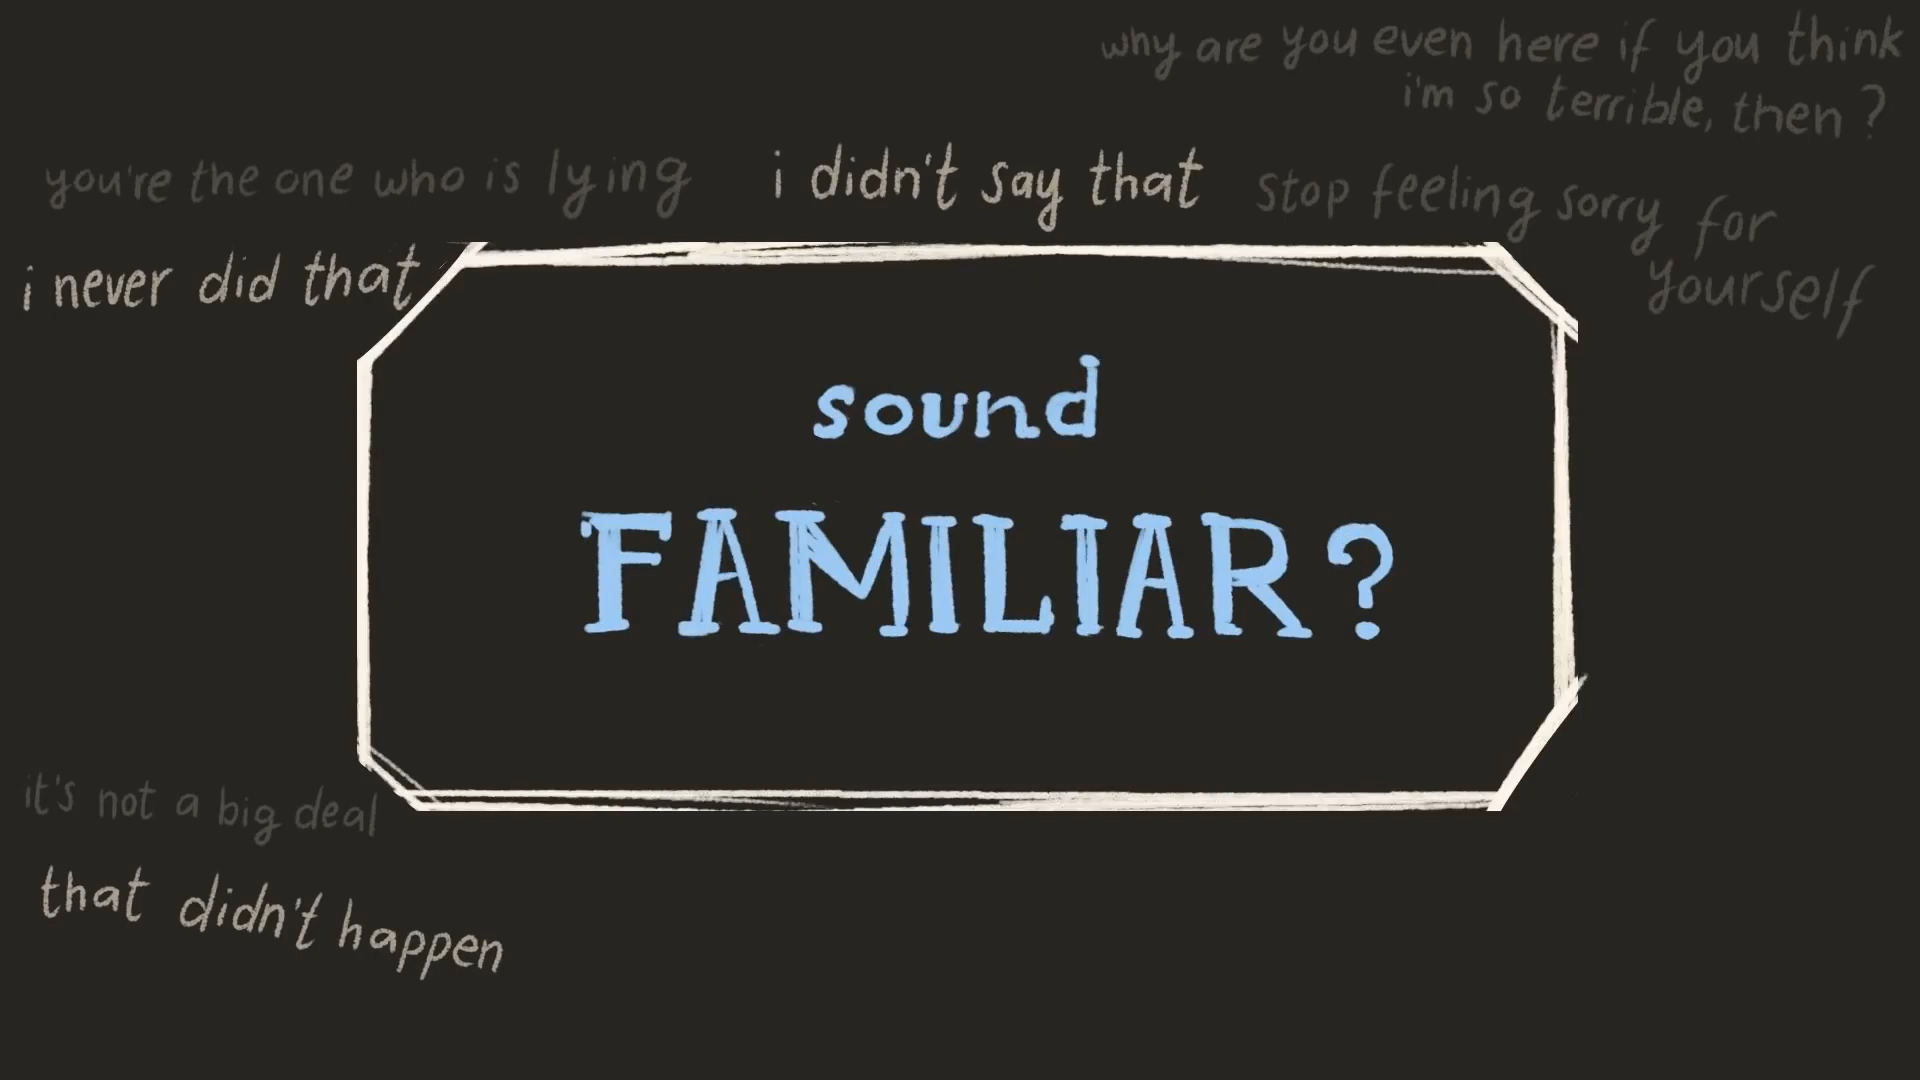 why are you even here if you think
i'm so terrible, then?
you're the one who is lying
i didn't say that
stop feeling sorry for
yourself
i never did that
sound
FAMILIAR?
it's not a big deal
that didn't happen